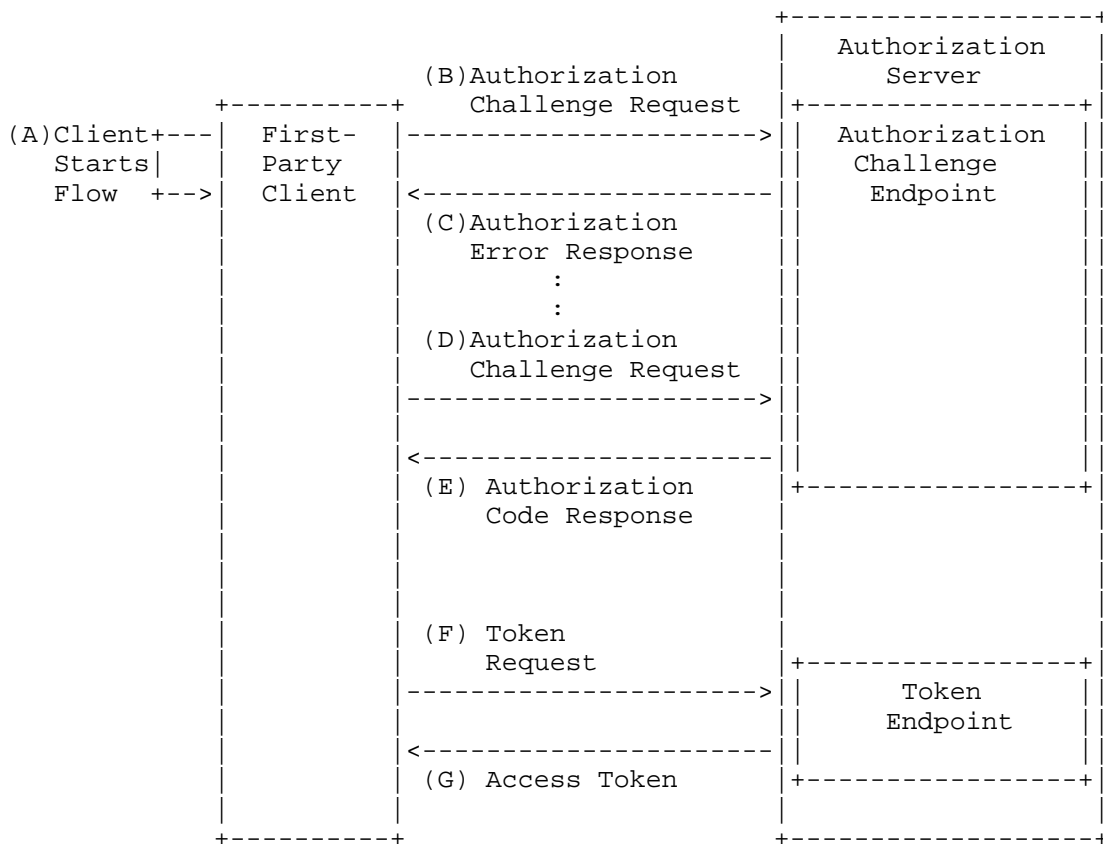 Authorization
Server
(B)Authorization
Challenge Request
(A)Client
Starts
Flow
First-
Party
Client
Authorization
Challenge
Endpoint
(C)Authorization
Error Response
:
:
(D)Authorization
Challenge Request
(E) Authorization
Code Response
(F) Token
Request
Token
Endpoint
(G) Access Token